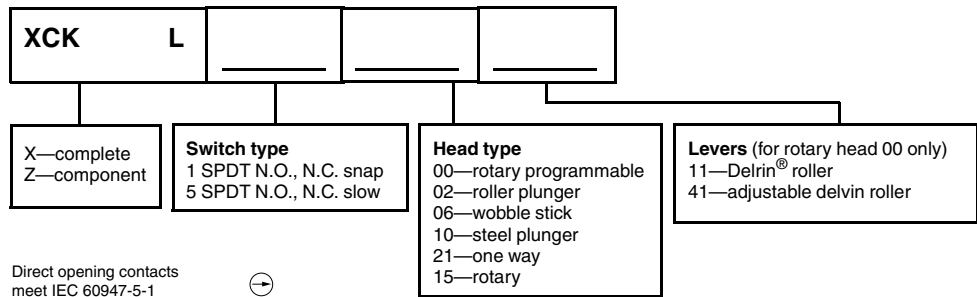 XCK L
X—complete
Z—component
Switch type
1 SPDT N.O., N.C. snap
5 SPDT N.O., N.C. slow
Head type
00—rotary programmable
02—roller plunger
06—wobble stick
10—steel plunger
21—one way
15—rotary
Levers (for rotary head 00 only)
11—Delrin® roller
41—adjustable delvin roller
Direct opening contacts
meet IEC 60947-5-1